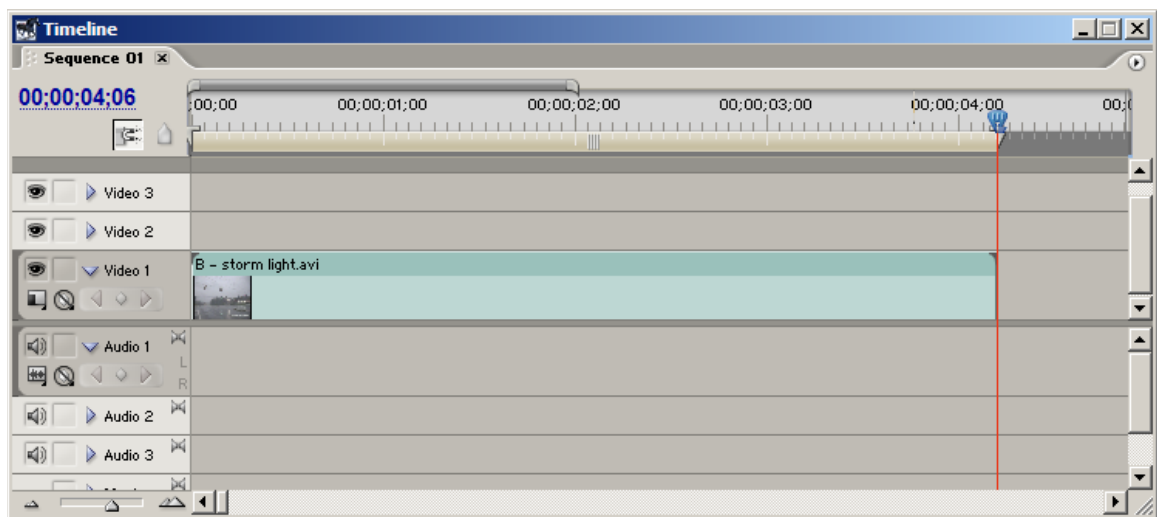 Timeline
Sequence 01
00;00;04;06
;00;00 00;00;01;00 00;00;02;00 00;00;03;00 00;00;04;00 00;0
Video 3
Video 2
Video 1
B - storm light.avi
Audio 1
L
R
Audio 2
Audio 3